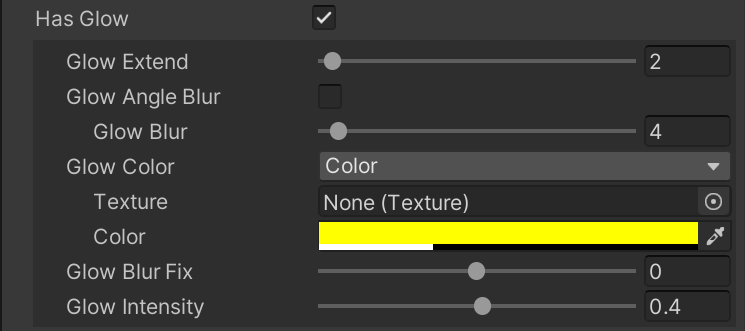 Has Glow
Glow Extend 2
Glow Angle Blur
Glow Blur 4
Glow Color Color
Texture None (Texture)
Color
Glow Blur Fix 0
Glow Intensity 0.4